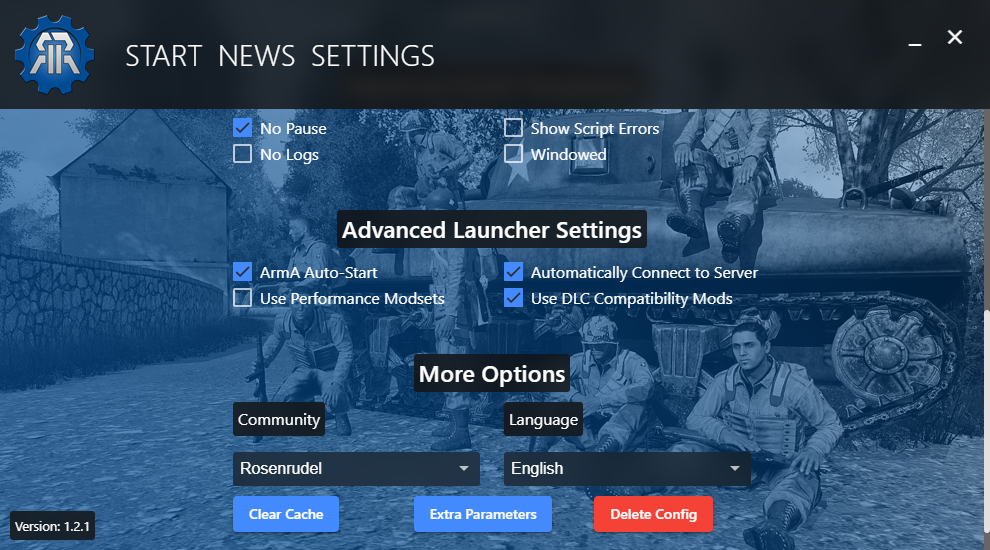 START NEWS SETTINGS
No Pause
Show Script Errors
No Logs
Windowed
Advanced Launcher Settings
ArmA Auto-Start
Automatically Connect to Server
Use Performance Modsets
Use DLC Compatibility Mods
More Options
Community
Language
Rosenrudel
English
Clear Cache
Extra Parameters
Delete Config
Version: 1.2.1